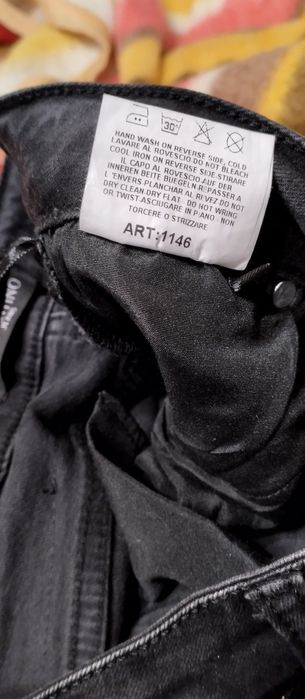 30°
HAND WASH ON REVERSE SIDE & COLD
LAVARE AL ROVESCIO DO NOT BLEACH
COOL IRON ON REVERSE SIDE-STIRARE
IL CAPO AL ROVESCIO-AUF DER
INNEREN BEITE BUEGELN REPASSER A
L'ENVERS-PLANCHAR AL REVEZ DO NOT
DRY CLEAN-DRY FLAT DO NOT WRING
OR TWIST-ASCIUGARE IN PIANO . NON
TORCERE O STRIZZARE
ART:1146